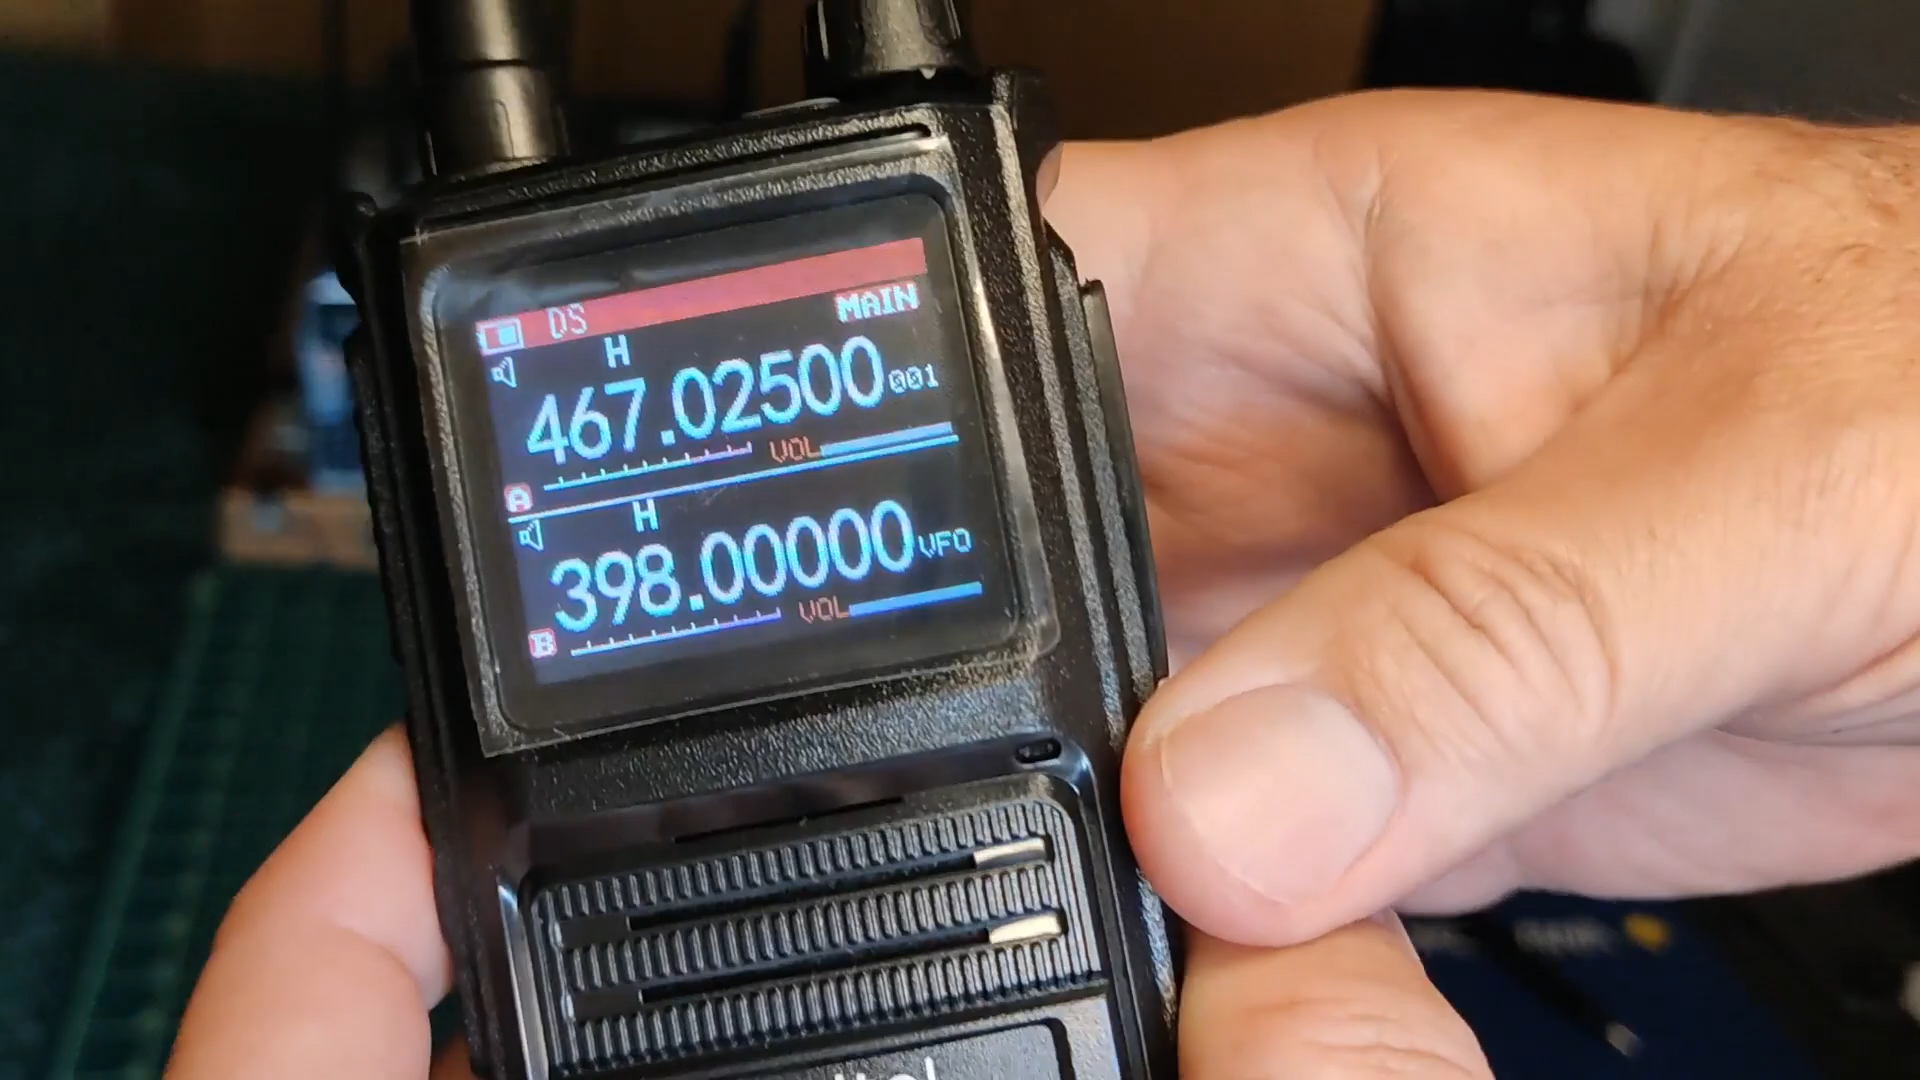 DS
MAIN
H
467.02500 001
VOL
A
H
398.00000 VFO
VOL
B